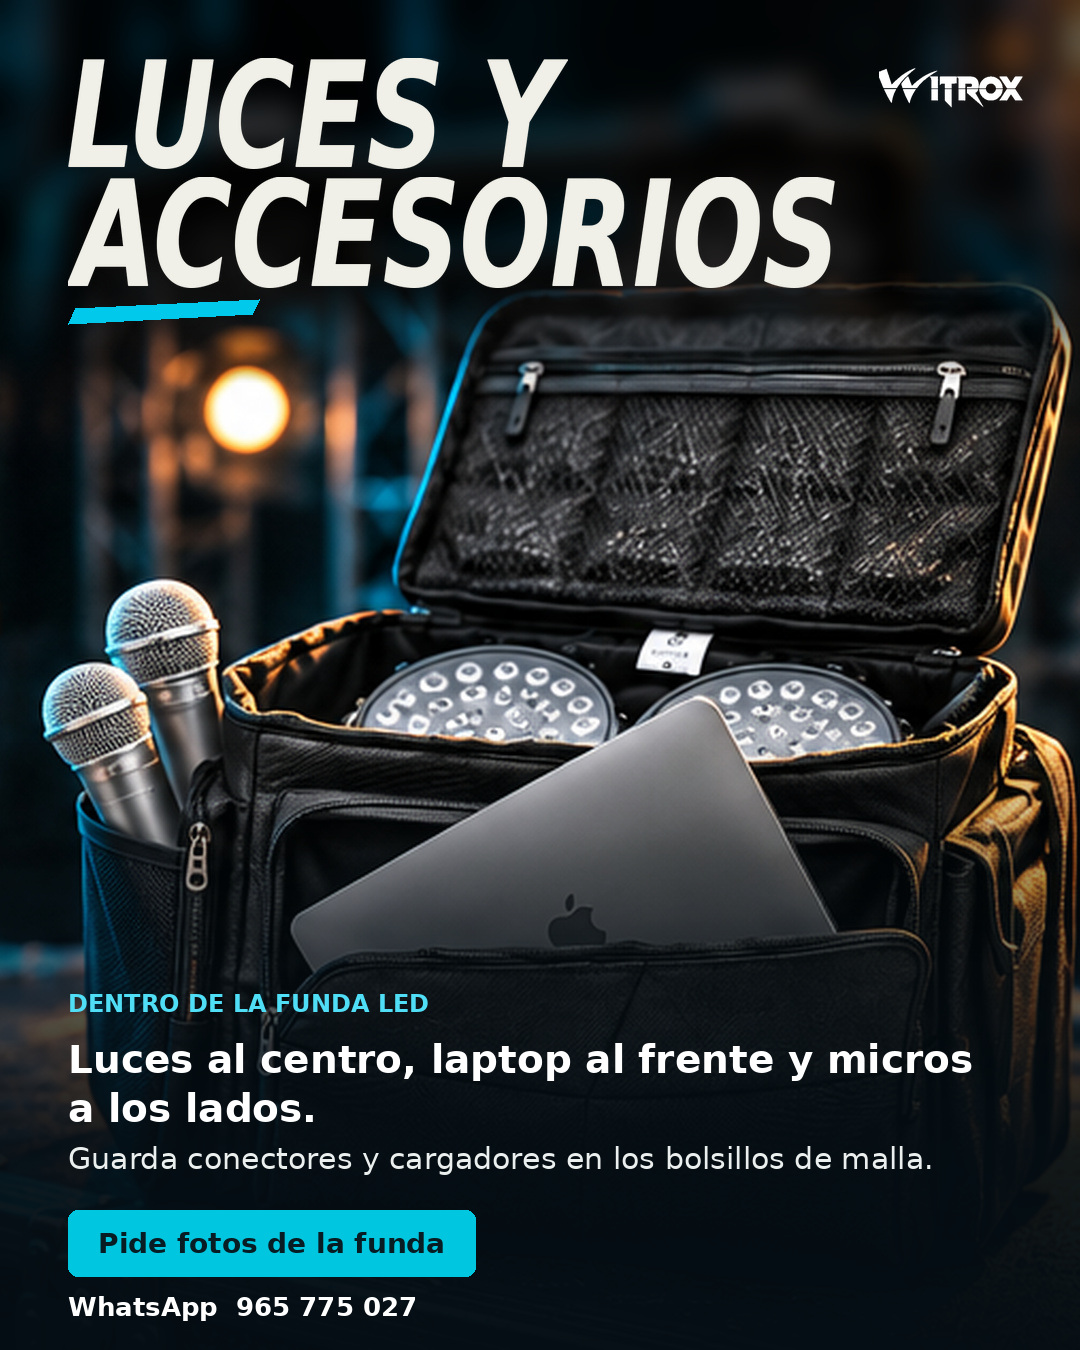 LUCES Y
WITROX
ACCESORIOS
DENTRO DE LA FUNDA LED
Luces al centro, laptop al frente y micros
a los lados.
Guarda conectores y cargadores en los bolsillos de malla.
Pide fotos de la funda
WhatsApp 965 775 027